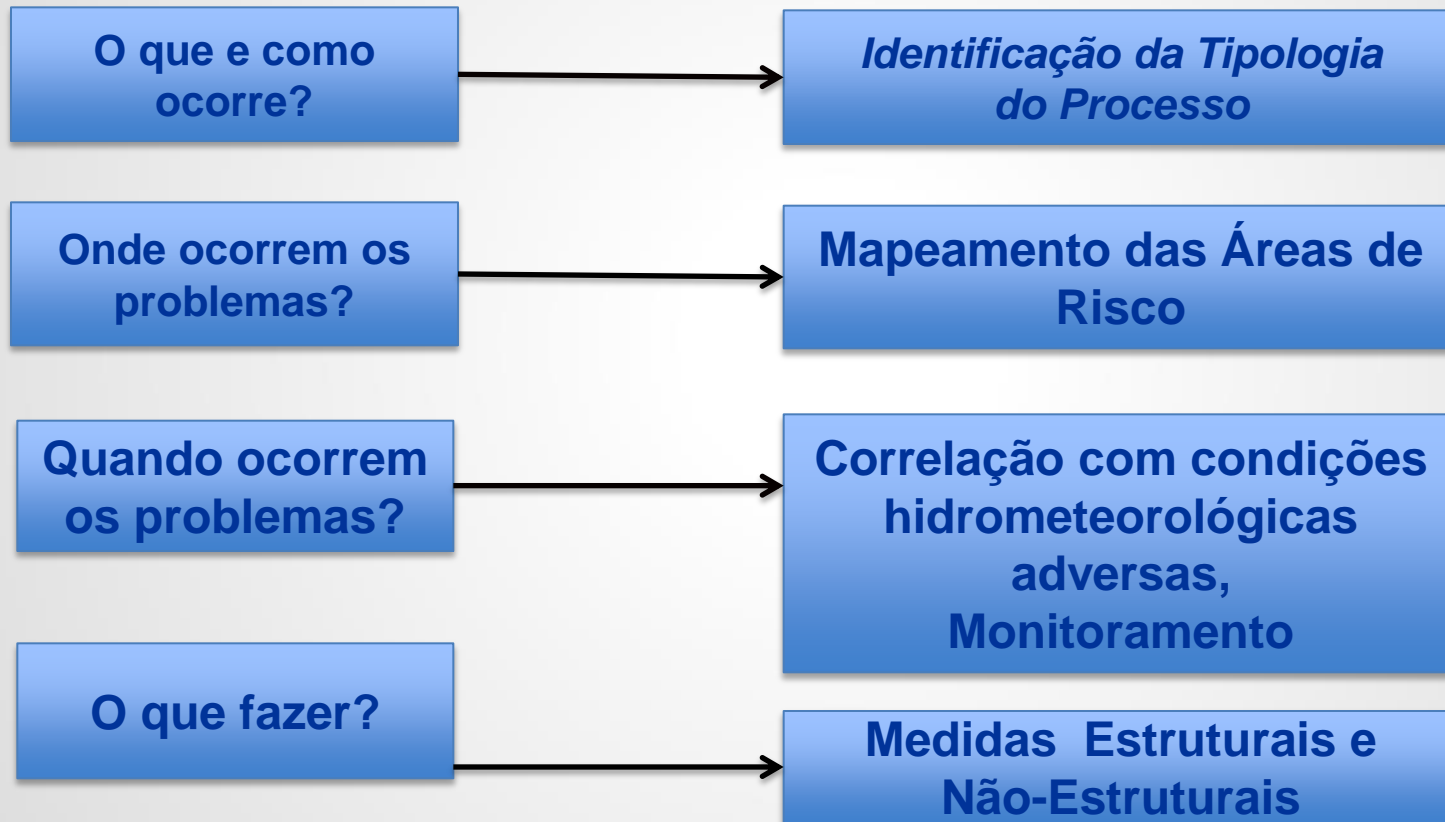 O que e como
ocorre?
Identificação da Tipologia
do Processo
Onde ocorrem os
problemas?
Mapeamento das Áreas de
Risco
Quando ocorrem
os problemas?
Correlação com condições
hidrometeorológicas
adversas,
Monitoramento
O que fazer?
Medidas Estruturais e
Não-Estruturais